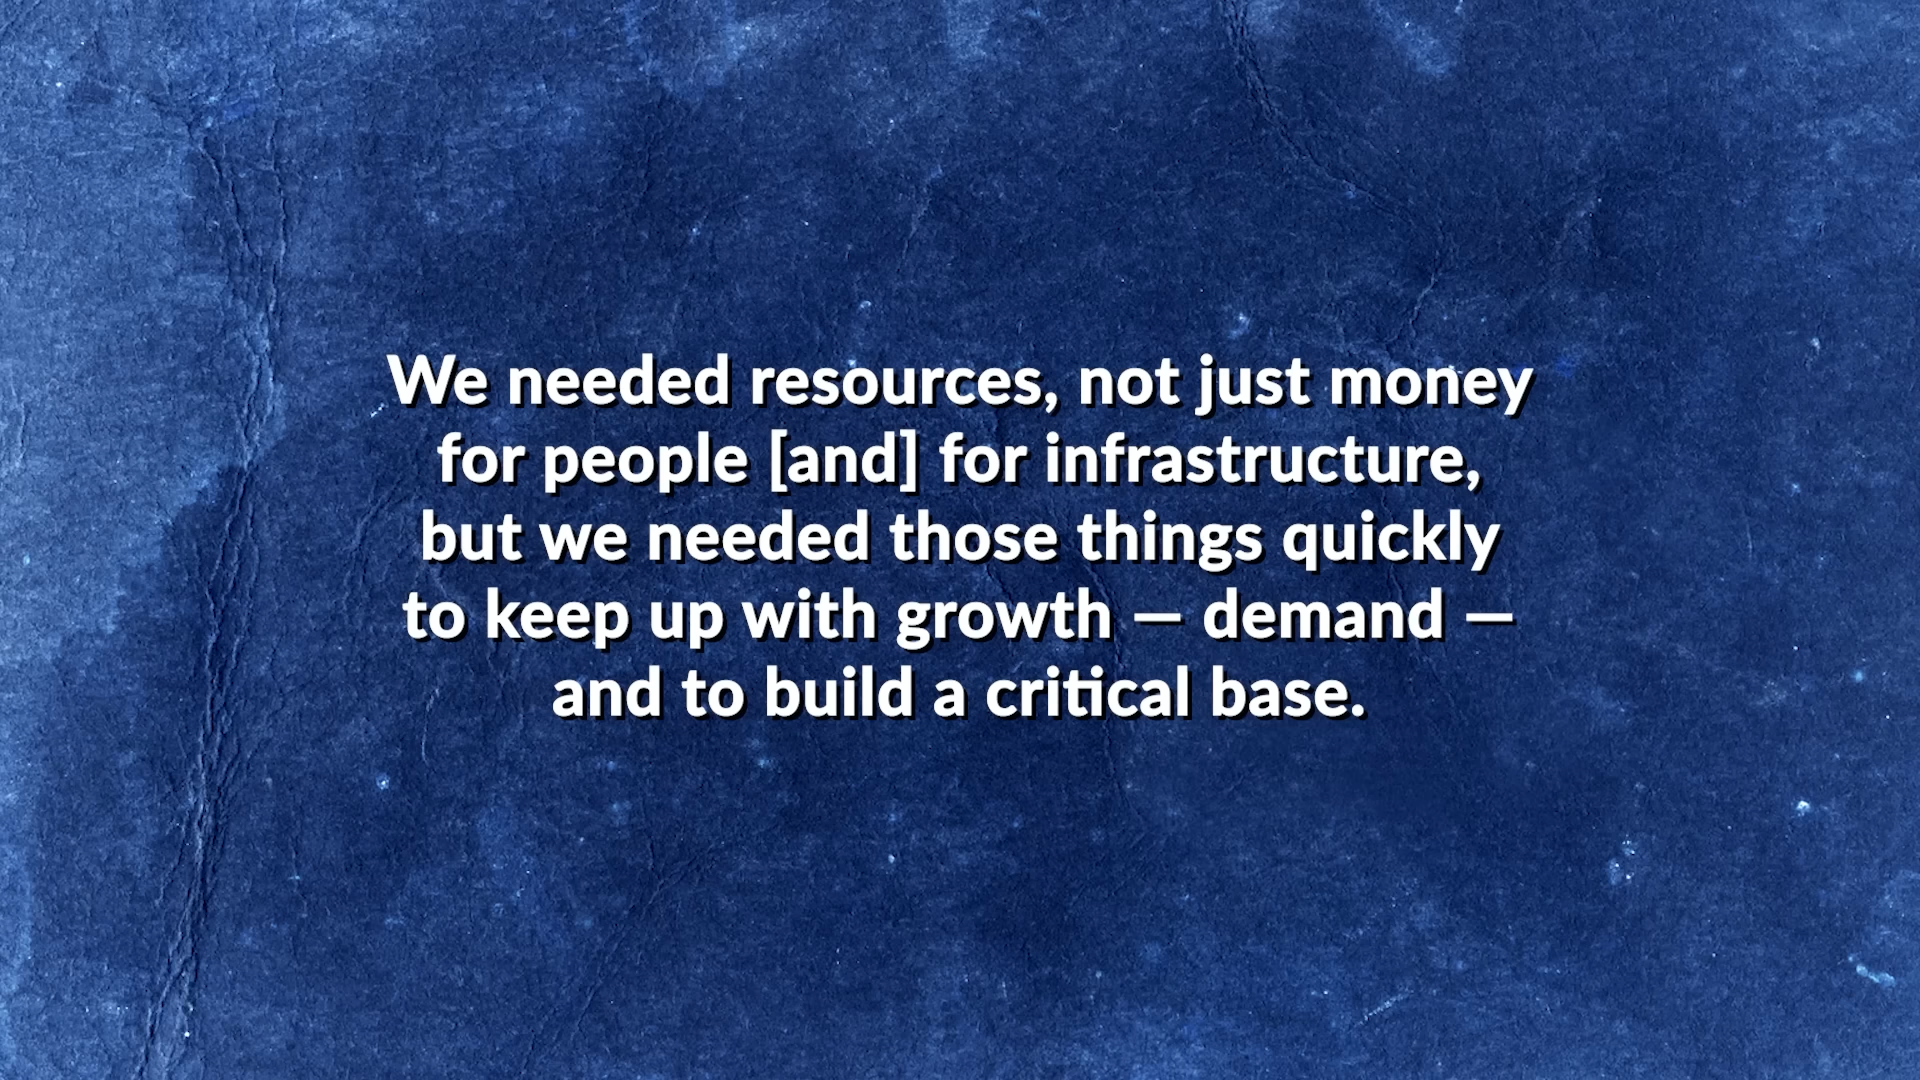 We needed resources, not just money
for people [and] for infrastructure,
but we needed those things quickly
to keep up with growth — demand —
and to build a critical base.